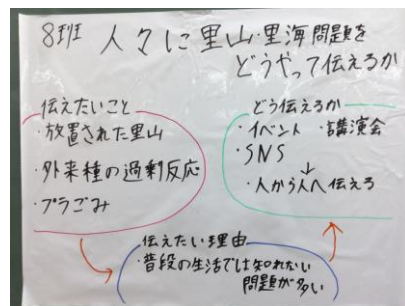 8班 人々に里山・里海問題を
どうやって伝えるか
伝えたいこと
・放置された里山
・外来種の過剰反応
・プラごみ
どう伝えるか
・イベント ・講演会
・SNS
↓
・人から人へ伝える
伝えたい理由
・普段の生活では知れない
問題が多い